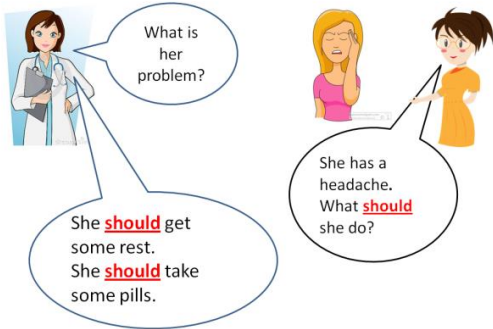 What is
her
problem?
She has a
headache.
What should
she do?
She should get
some rest.
She should take
some pills.